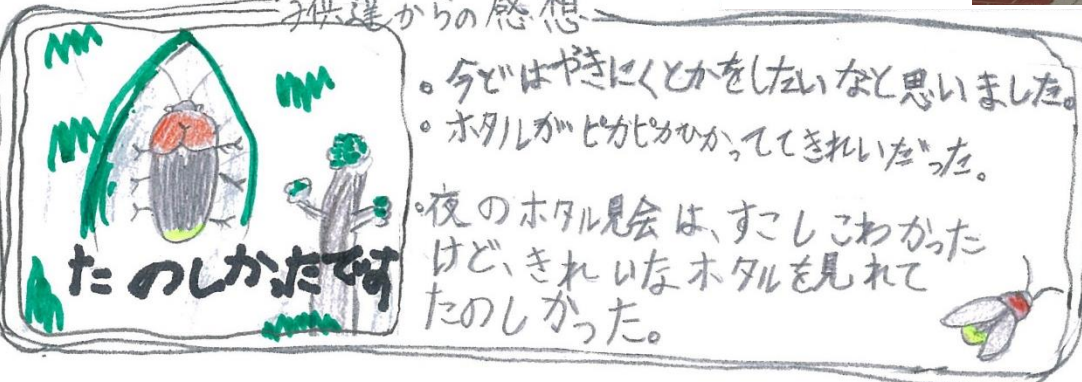 子供達からの感想
・今どはやきにくとかをしたいなと思いました。
・ホタルがピカピカひかっててきれいだった。
・夜のホタル見会は、すこしこわかった
けど、きれいなホタルを見れて
たのしかった。
たのしかったです